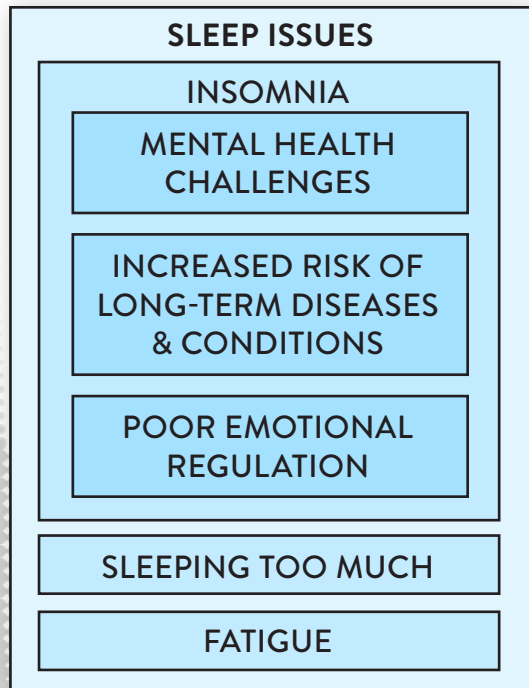 SLEEP ISSUES
INSOMNIA
MENTAL HEALTH
CHALLENGES
INCREASED RISK OF
LONG-TERM DISEASES
& CONDITIONS
POOR EMOTIONAL
REGULATION
SLEEPING TOO MUCH
FATIGUE